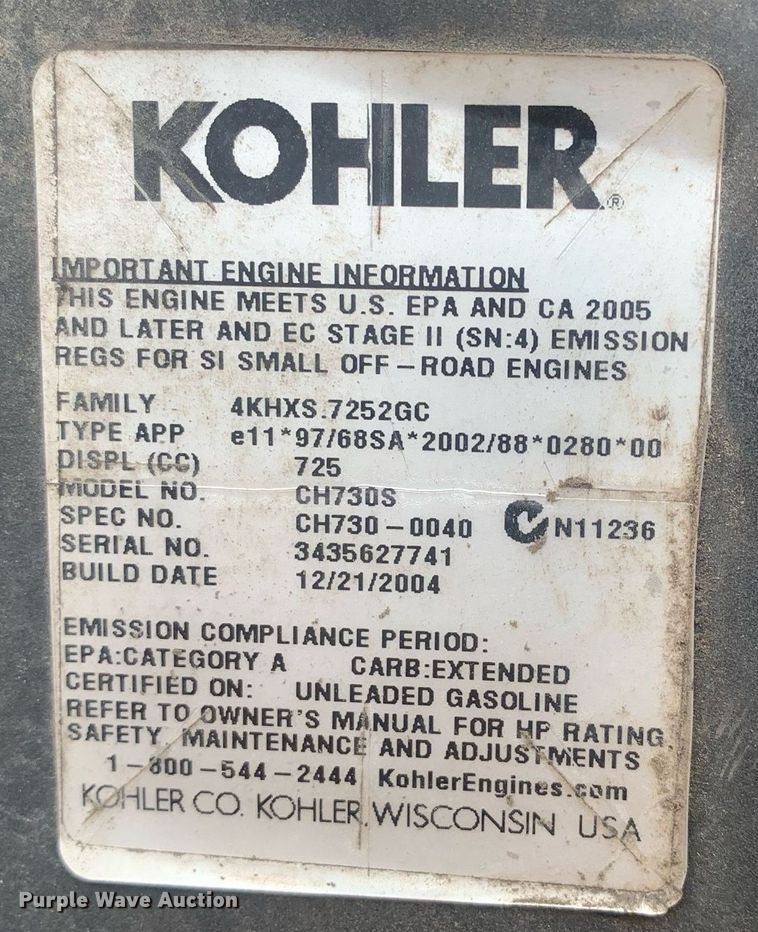 KOHLER®
IMPORTANT ENGINE INFORMATION
THIS ENGINE MEETS U.S. EPA AND CA 2005
AND LATER AND EC STAGE II (SN:4) EMISSION
REGS FOR SI SMALL OFF-ROAD ENGINES
FAMILY 4KHXS.7252GC
TYPE APP e11*97/68SA*2002/88*0280*00
DISPL (CC) 725
MODEL NO. CH730S
SPEC NO. CH730-0040 N11236
SERIAL NO. 3435627741
BUILD DATE 12/21/2004
EMISSION COMPLIANCE PERIOD:
EPA:CATEGORY A CARB:EXTENDED
CERTIFIED ON: UNLEADED GASOLINE
REFER TO OWNER'S MANUAL FOR HP RATING,
SAFETY, MAINTENANCE AND ADJUSTMENTS
1-800-544-2444 KohlerEngines.com
KOHLER CO. KOHLER, WISCONSIN USA
Purple Wave Auction